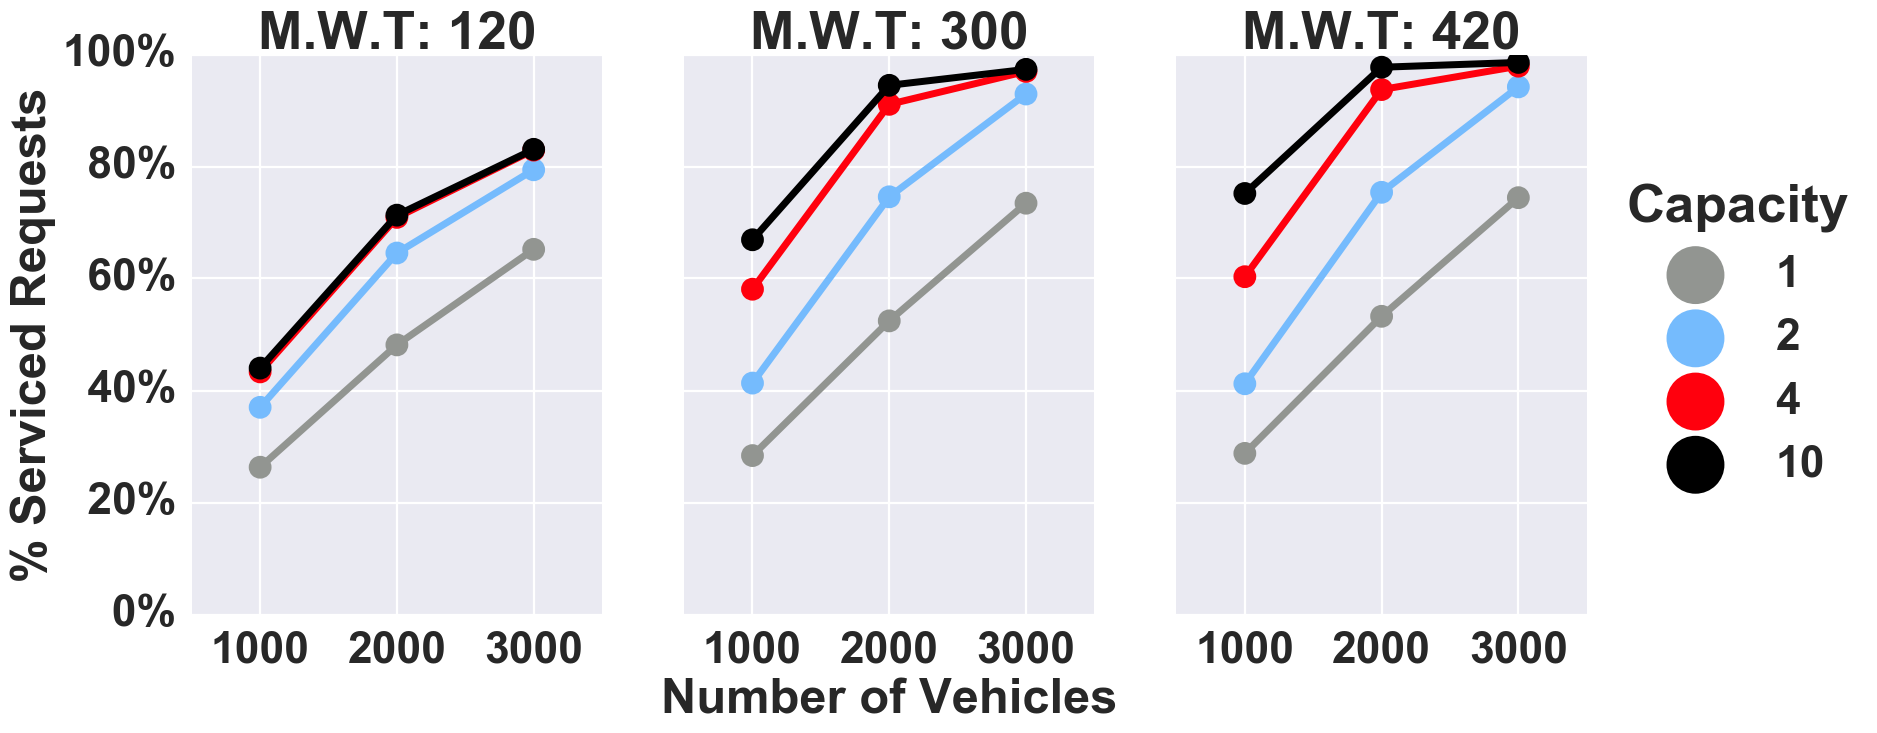 M.W.T: 120
M.W.T: 300
M.W.T: 420
% Serviced Requests
100%
80%
60%
40%
20%
0%
1000 2000 3000
1000 2000 3000
1000 2000 3000
Number of Vehicles
Capacity
1
2
4
10